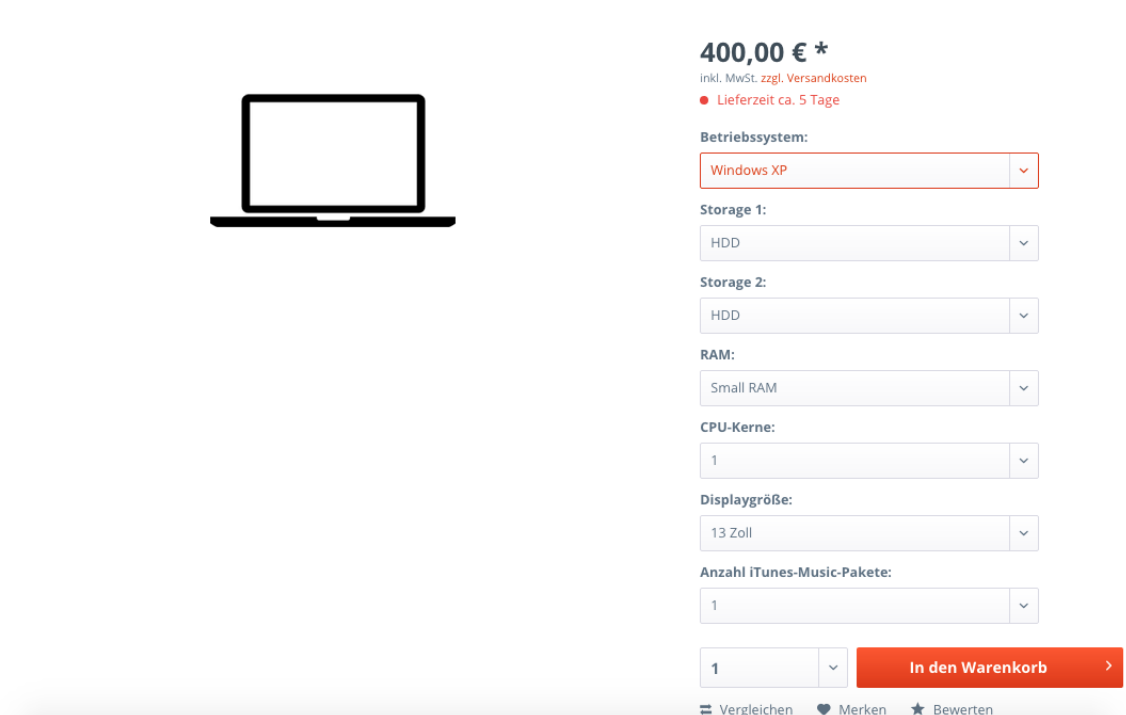 400,00 € *
inkl. MwSt. zzgl. Versandkosten
Lieferzeit ca. 5 Tage
Betriebssystem:
Windows XP
Storage 1:
HDD
Storage 2:
HDD
RAM:
Small RAM
CPU-Kerne:
1
Displaygröße:
13 Zoll
Anzahl iTunes-Music-Pakete:
1
1 In den Warenkorb
Vergleichen Merken Bewerten